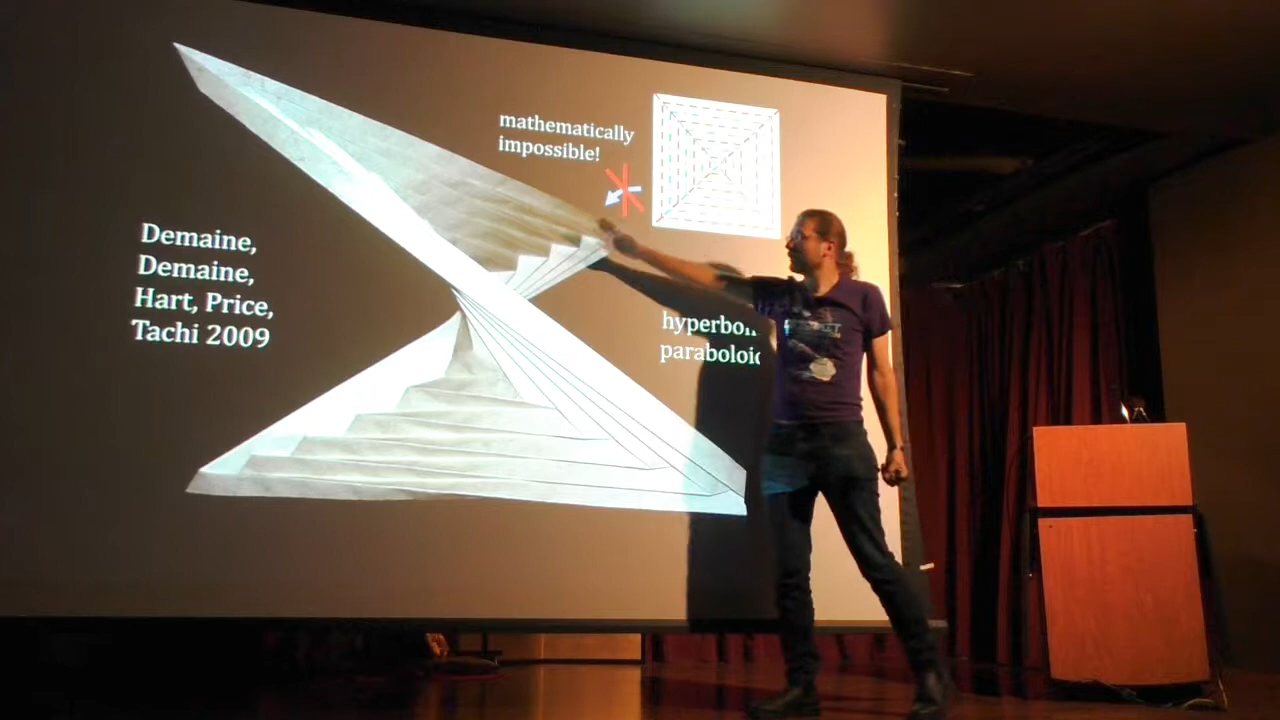 mathematically
impossible!
Demaine,
Demaine,
Hart, Price,
Tachi 2009